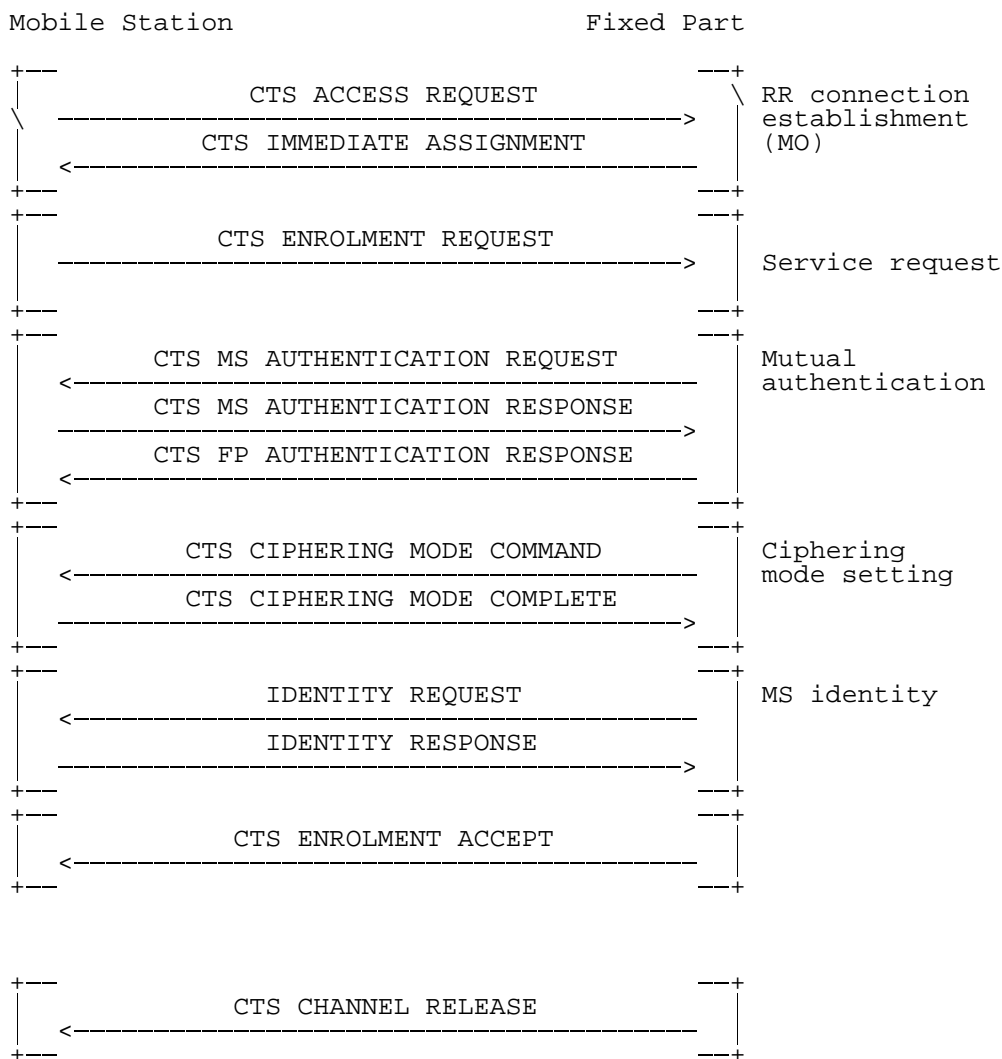 Mobile Station Fixed Part
CTS ACCESS REQUEST RR connection
establishment
CTS IMMEDIATE ASSIGNMENT (MO)
CTS ENROLMENT REQUEST
Service request
CTS MS AUTHENTICATION REQUEST Mutual
authentication
CTS MS AUTHENTICATION RESPONSE
CTS FP AUTHENTICATION RESPONSE
CTS CIPHERING MODE COMMAND Ciphering
mode setting
CTS CIPHERING MODE COMPLETE
IDENTITY REQUEST MS identity
IDENTITY RESPONSE
CTS ENROLMENT ACCEPT
CTS CHANNEL RELEASE